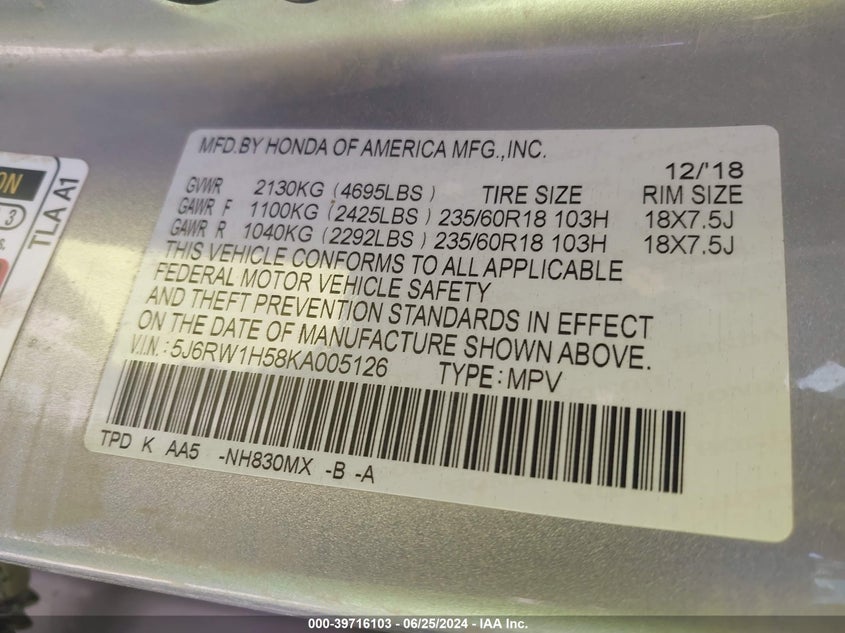 MFD.BY HONDA OF AMERICA MFG.,INC.
12/'18
GVWR 2130KG (4695LBS) TIRE SIZE RIM SIZE
GAWR F 1100KG (2425LBS) 235/60R18 103H 18X7.5J
GAWR R 1040KG (2292LBS) 235/60R18 103H 18X7.5J
THIS VEHICLE CONFORMS TO ALL APPLICABLE
FEDERAL MOTOR VEHICLE SAFETY
AND THEFT PREVENTION STANDARDS IN EFFECT
ON THE DATE OF MANUFACTURE SHOWN ABOVE.
V.I.N.: 5J6RW1H58KA005126 TYPE: MPV
TPD K AA5 -NH830MX -B -A
TLA A1
3
000-39716103 - 06/25/2024 - IAA Inc.